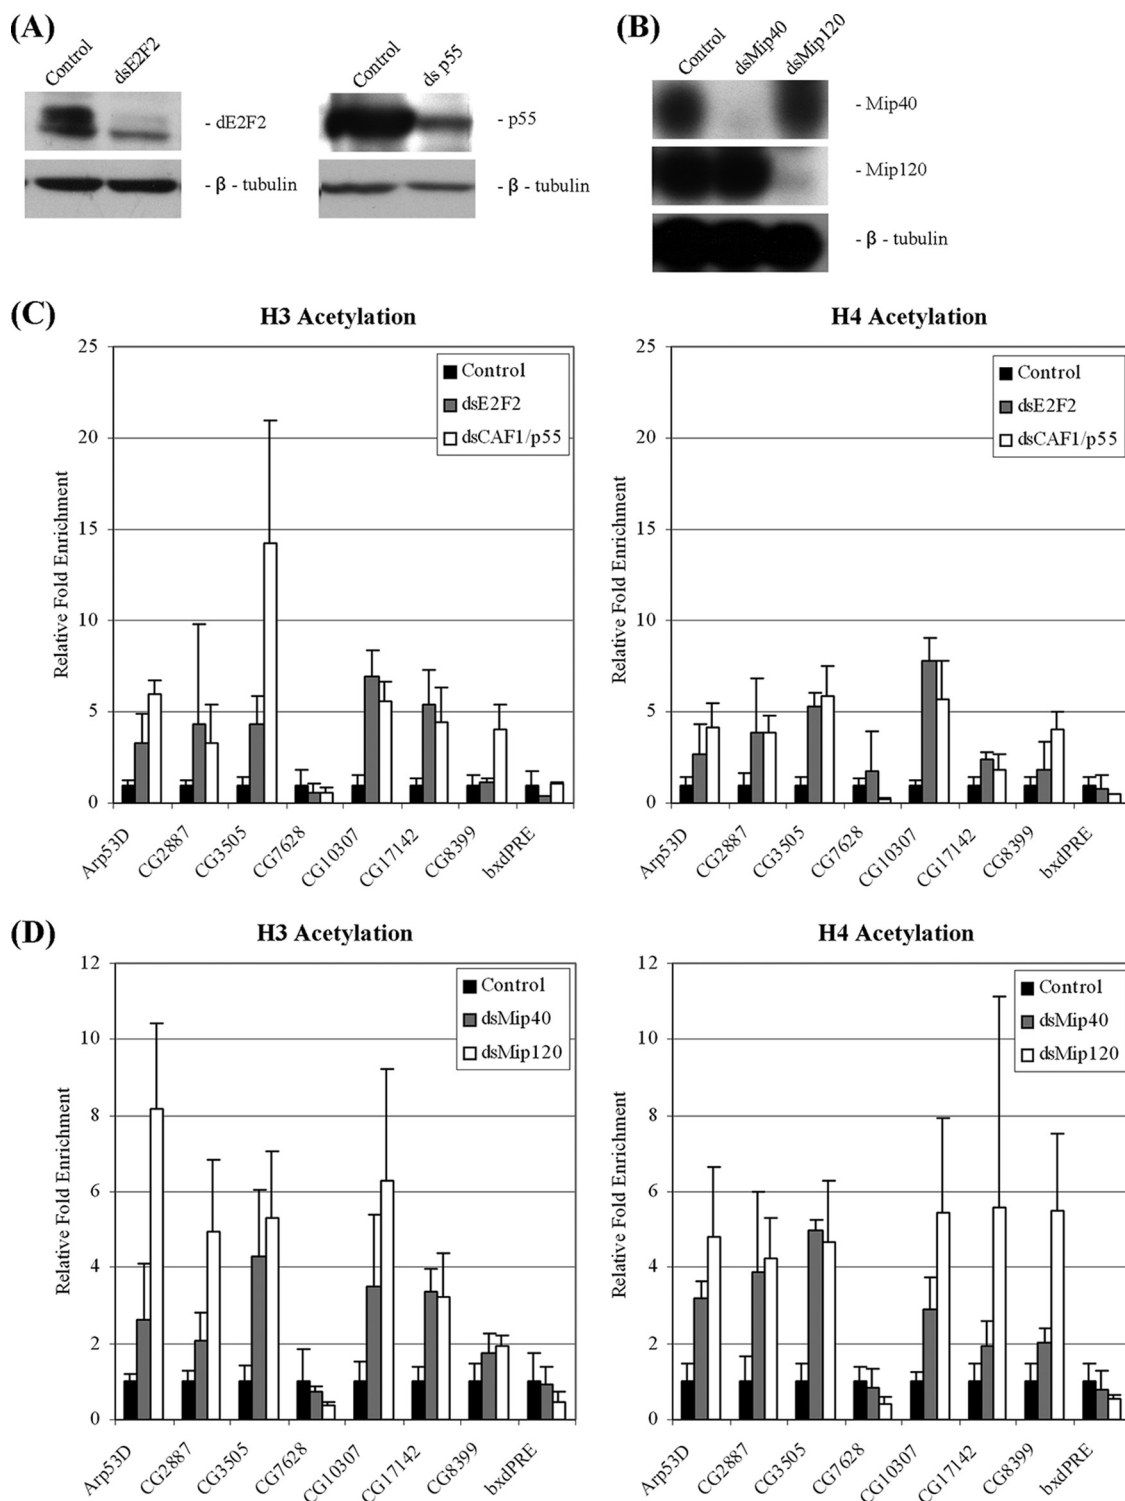 (A)
Control
dsE2F2
- dE2F2
- β - tubulin
Control
ds p55
- p55
- β - tubulin
(B)
Control
dsMip40
dsMip120
- Mip40
- Mip120
- β - tubulin
(C)
H3 Acetylation
Relative Fold Enrichment
25
20
15
10
5
0
Control
dsE2F2
dsCAF1/p55
Arp53D
CG2887
CG3505
CG7628
CG10307
CG17142
CG8399
bxdPRE
H4 Acetylation
Relative Fold Enrichment
25
20
15
10
5
0
Control
dsE2F2
dsCAF1/p55
Arp53D
CG2887
CG3505
CG7628
CG10307
CG17142
CG8399
bxdPRE
(D)
H3 Acetylation
Relative Fold Enrichment
12
10
8
6
4
2
0
Control
dsMip40
dsMip120
Arp53D
CG2887
CG3505
CG7628
CG10307
CG17142
CG8399
bxdPRE
H4 Acetylation
Relative Fold Enrichment
12
10
8
6
4
2
0
Control
dsMip40
dsMip120
Arp53D
CG2887
CG3505
CG7628
CG10307
CG17142
CG8399
bxdPRE